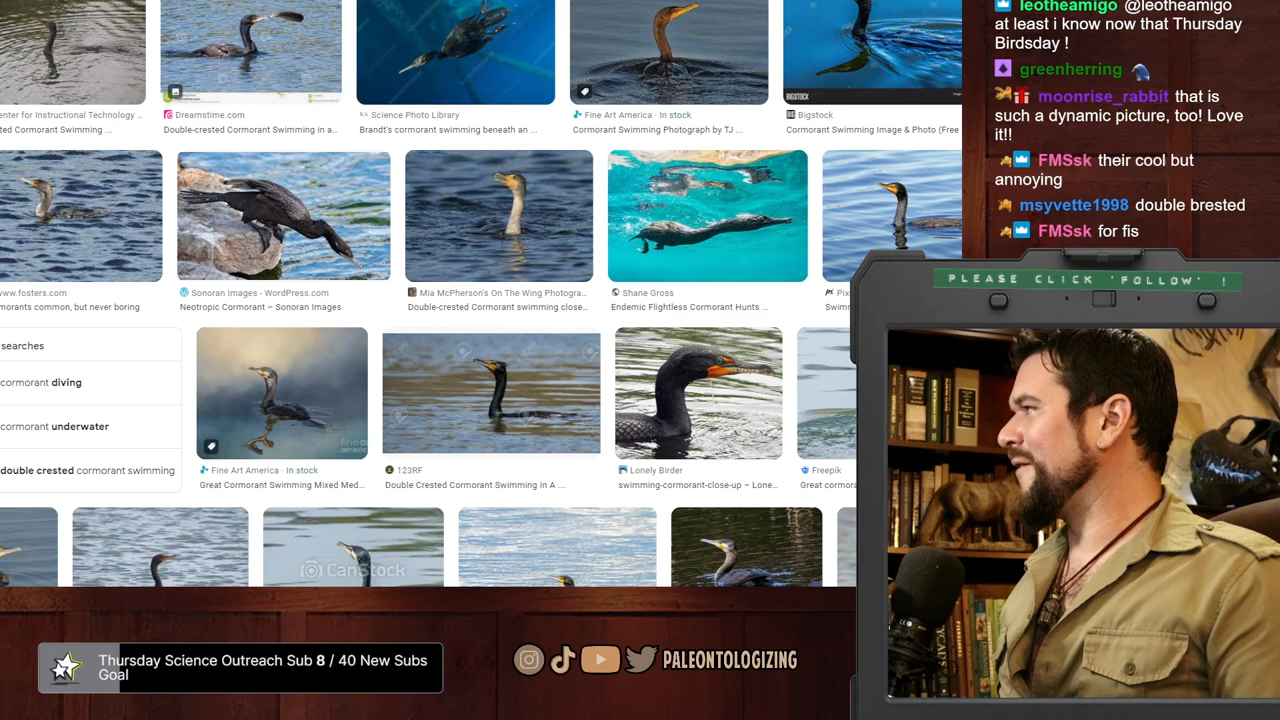 enter for Instructional Technology ...
ted Cormorant Swimming ...
Dreamstime.com
Double-crested Cormorant Swimming in a...
Science Photo Library
Brandt's cormorant swimming beneath an ...
Fine Art America · In stock
Cormorant Swimming Photograph by TJ ...
BIGSTOCK
Bigstock
Cormorant Swimming Image & Photo (Free
www.fosters.com
morants common, but never boring
Sonoran Images - WordPress.com
Neotropic Cormorant – Sonoran Images
Mia McPherson's On The Wing Photogra...
Double-crested Cormorant swimming close...
Shane Gross
Endemic Flightless Cormorant Hunts ...
Pix
Swimm
searches
cormorant diving
cormorant underwater
double crested cormorant swimming
Fine Art America · In stock
Great Cormorant Swimming Mixed Med...
123RF
Double Crested Cormorant Swimming In A ...
Lonely Birder
swimming-cormorant-close-up – Lone...
Freepik
Great cormora
CanStock
leotheamigo @leotheamigo
at least i know now that Thursday
Birdsday !
greenherring
moonrise_rabbit that is
such a dynamic picture, too! Love
it!!
FMSsk their cool but
annoying
msyvette1998 double brested
FMSsk for fis
PLEASE CLICK 'FOLLOW' !
Thursday Science Outreach Sub 8 / 40 New Subs
Goal
PALEONTOLOGIZING